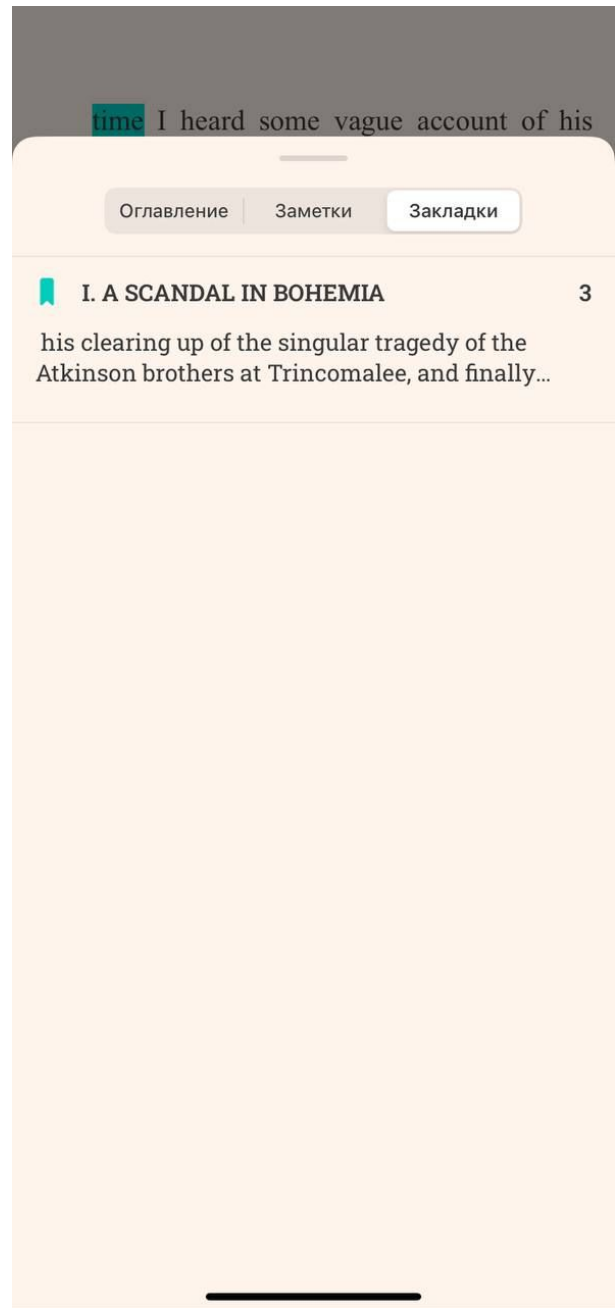 time I heard some vague account of his
Оглавление Заметки Закладки
I. A SCANDAL IN BOHEMIA 3
his clearing up of the singular tragedy of the
Atkinson brothers at Trincomalee, and finally...